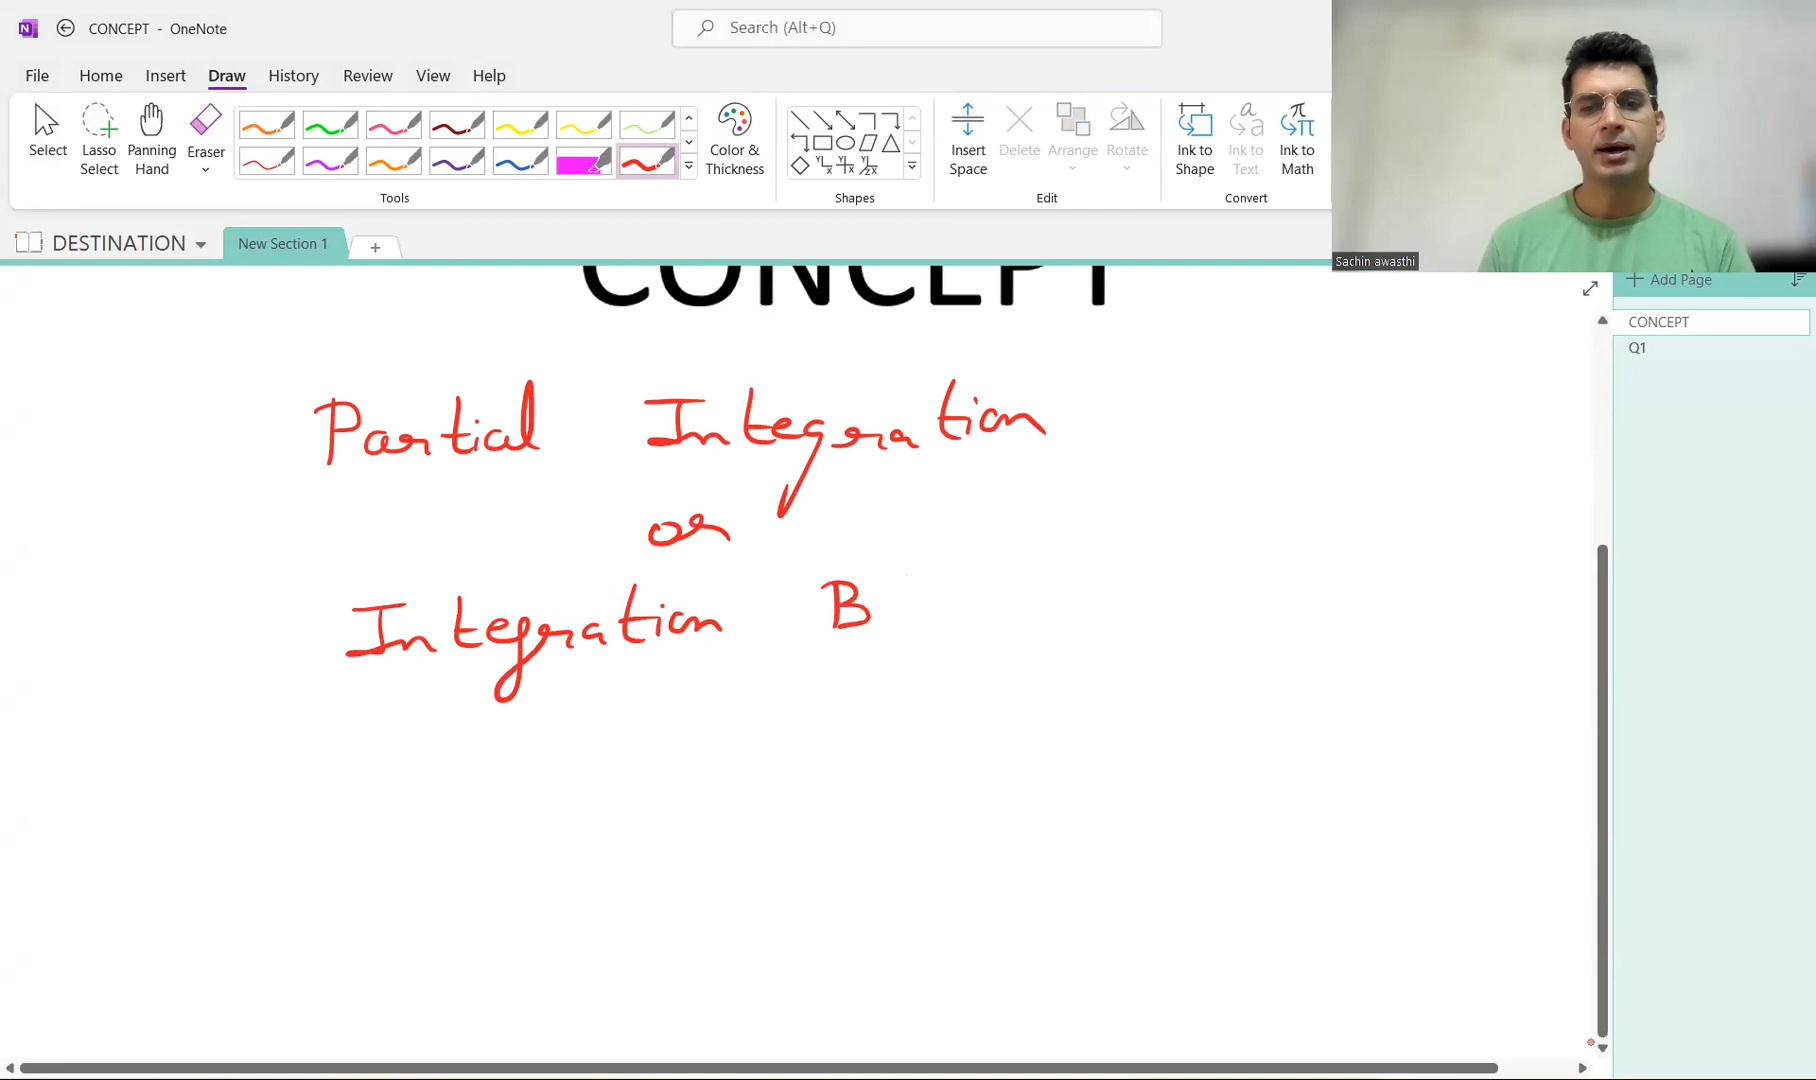 CONCEPT - OneNote
Search (Alt+Q)
File Home Insert Draw History Review View Help
Select
Lasso Select
Panning Hand
Eraser
Color & Thickness
Insert Space
Delete
Arrange
Rotate
Ink to Shape
Ink to Text
Ink to Math
Tools
Shapes
Edit
Convert
Sachin awasthi
DESTINATION
New Section 1
Add Page
CONCEPT
Q1
CONCEPT
Partial Integration
or
Integration B